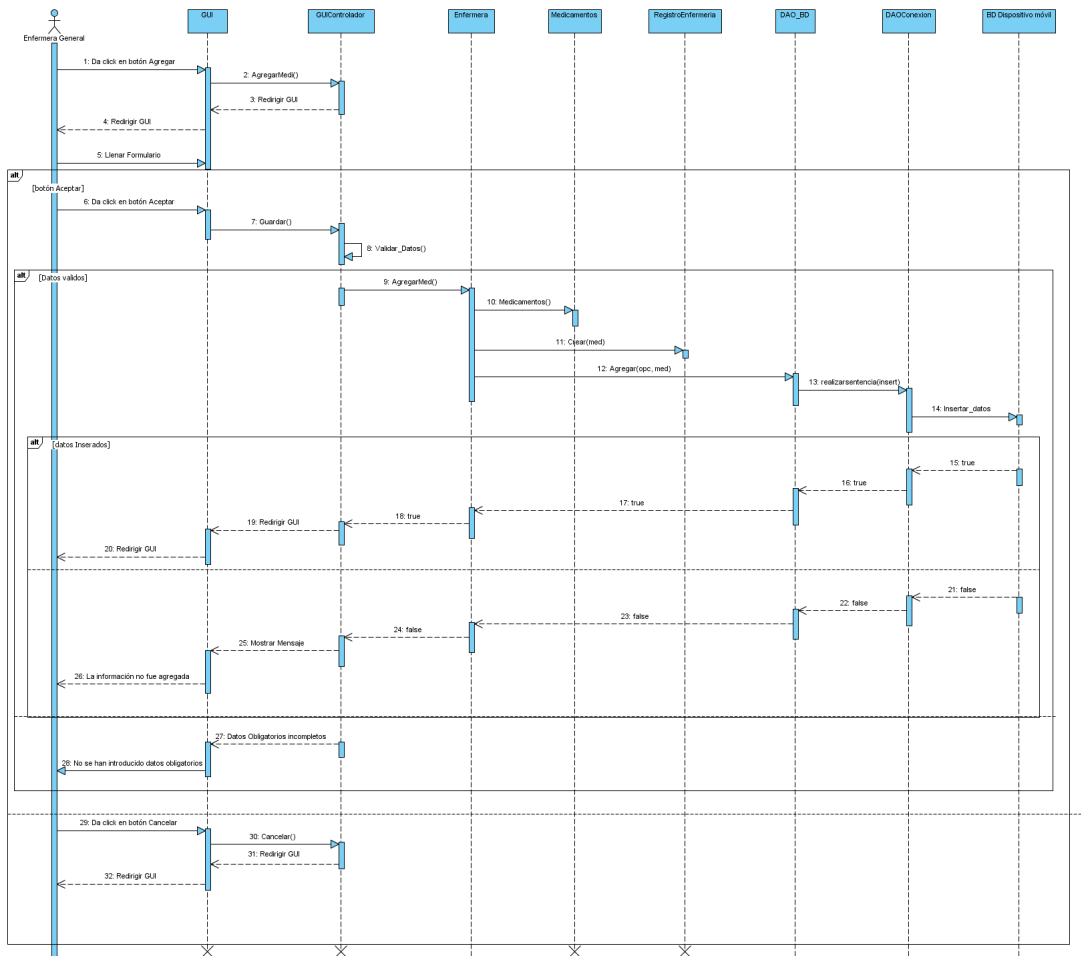 GUI
GUIControlador
Enfermera
Medicamentos
RegistroEnfermeria
DAO_BD
DAOConexion
BD Dispositivo móvil
Enfermera General
1: Da click en botón Agregar
2: AgregarMedi()
3: Redirigir GUI
4: Redirigir GUI
5: Llenar Formulario
alt
[botón Aceptar]
6: Da click en botón Aceptar
7: Guardar()
8: Validar_Datos()
alt
[Datos validos]
9: AgregarMed()
10: Medicamentos()
11: Crear(med)
12: Agregar(opc, med)
13: realizarsentencia(insert)
14: Insertar_datos
alt
[datos Inserados]
15: true
16: true
17: true
18: true
19: Redirigir GUI
20: Redirigir GUI
21: false
22: false
23: false
24: false
25: Mostrar Mensaje
26: La información no fue agregada
27: Datos Obligatorios incompletos
28: No se han introducido datos obligatorios
29: Da click en botón Cancelar
30: Cancelar()
31: Redirigir GUI
32: Redirigir GUI